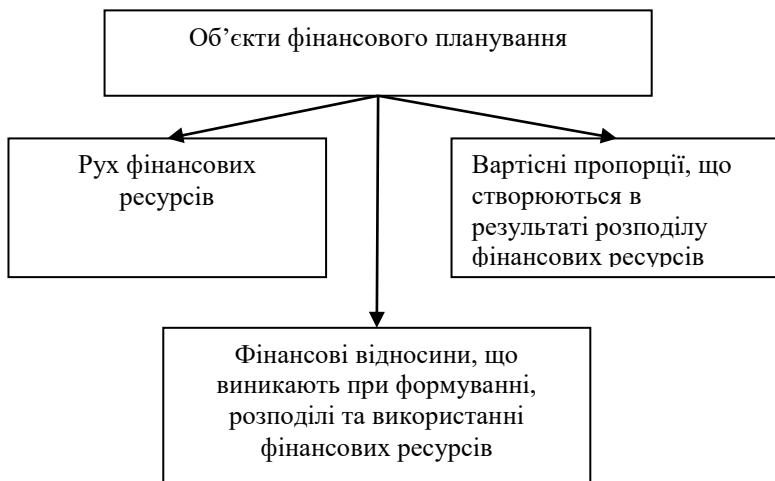 Об’єкти фінансового планування
Рух фінансових
ресурсів
Вартісні пропорції, що
створюються в
результаті розподілу
фінансових ресурсів
Фінансові відносини, що
виникають при формуванні,
розподілі та використанні
фінансових ресурсів